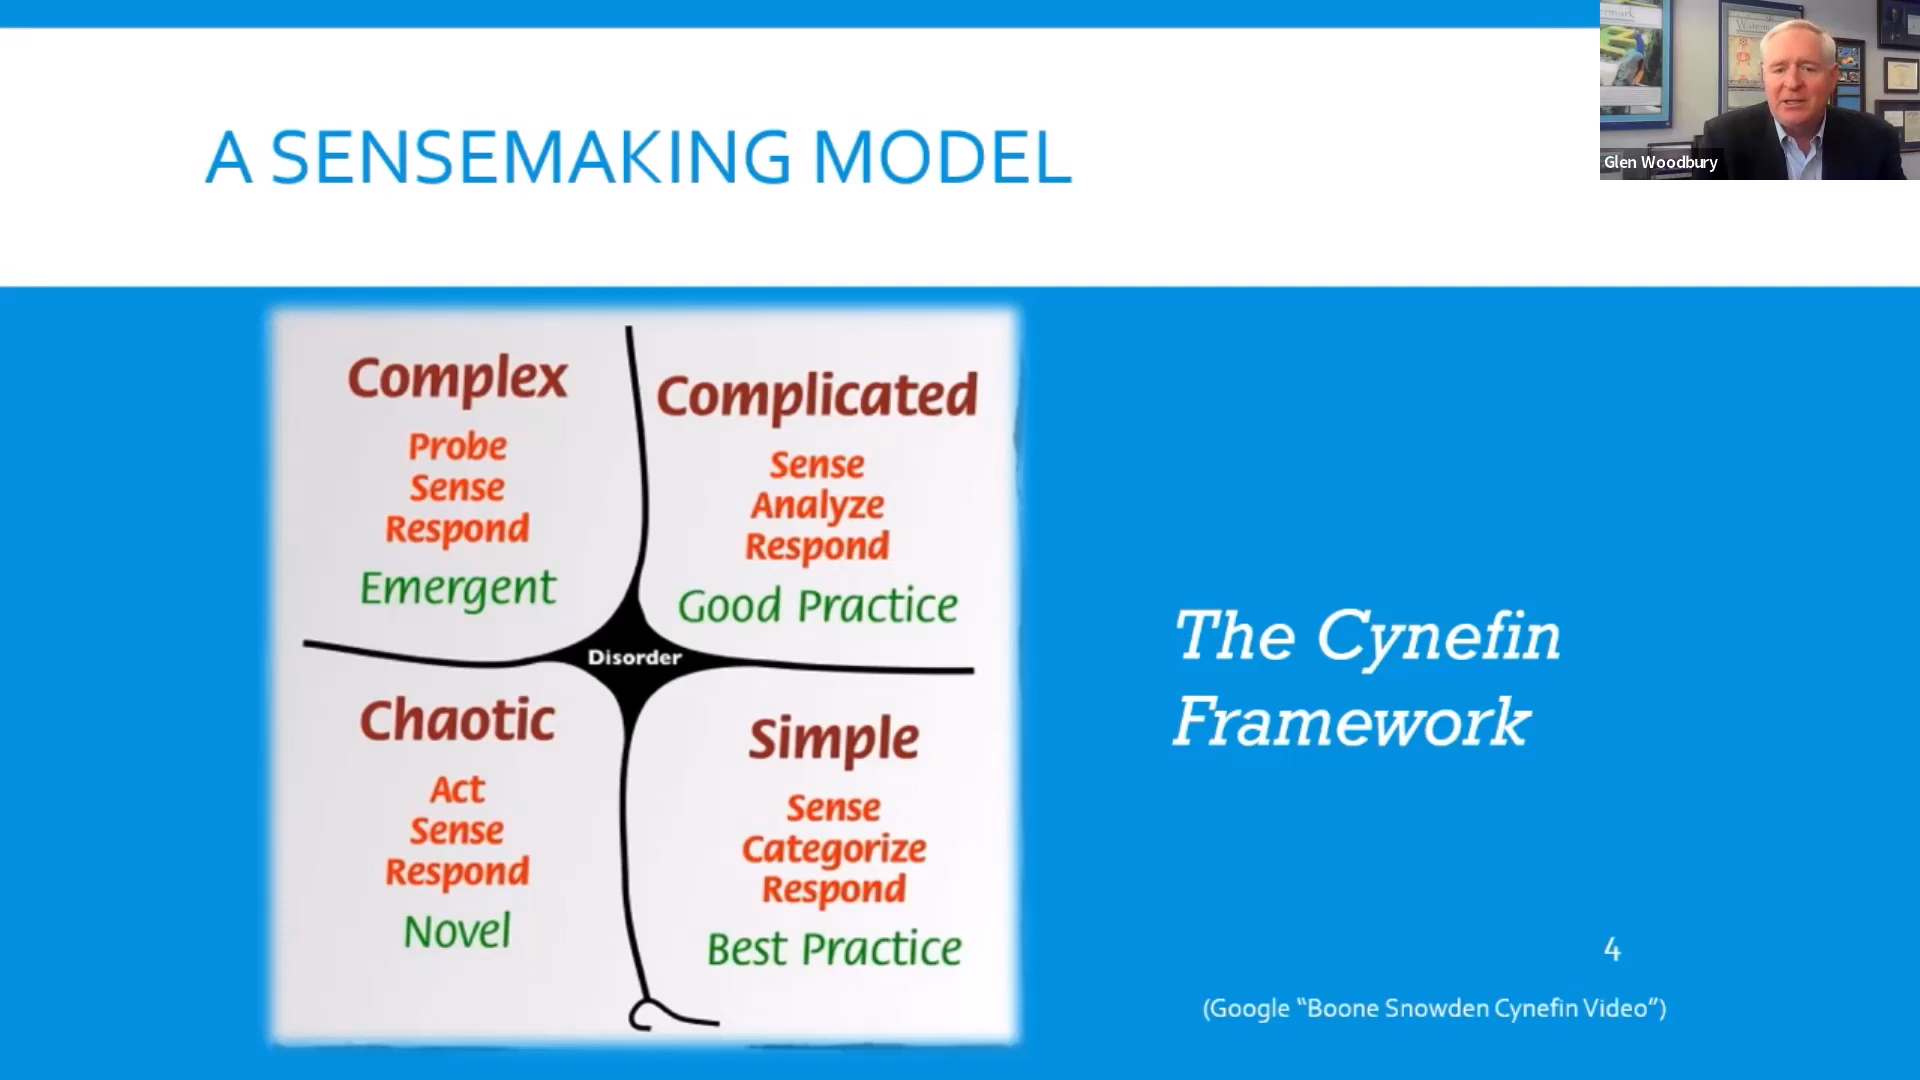 A SENSEMAKING MODEL
Glen Woodbury
Complex
Probe
Sense
Respond
Emergent
Complicated
Sense
Analyze
Respond
Good Practice
Disorder
Chaotic
Act
Sense
Respond
Novel
Simple
Sense
Categorize
Respond
Best Practice
The Cynefin
Framework
4
(Google “Boone Snowden Cynefin Video”)